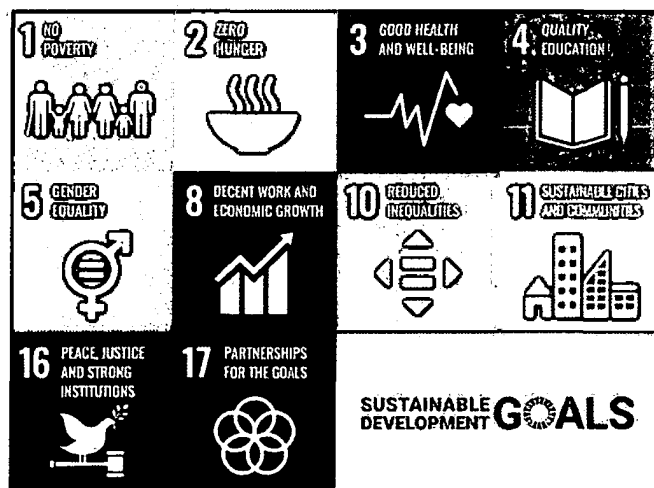 1 NO
POVERTY
2 ZERO
HUNGER
3 GOOD HEALTH
AND WELL-BEING
4 QUALITY
EDUCATION
5 GENDER
EQUALITY
8 DECENT WORK AND
ECONOMIC GROWTH
10 REDUCED
INEQUALITIES
11 SUSTAINABLE CITIES
AND COMMUNITIES
16 PEACE, JUSTICE
AND STRONG
INSTITUTIONS
17 PARTNERSHIPS
FOR THE GOALS
SUSTAINABLE
DEVELOPMENT GOALS